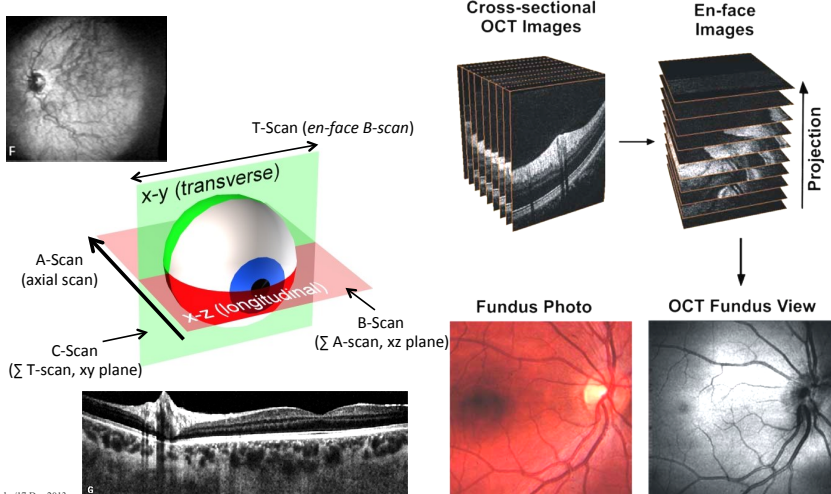 F
T-Scan (en-face B-scan)
x-y (transverse)
A-Scan
(axial scan)
x-z (longitudinal)
B-Scan
(∑ A-scan, xz plane)
C-Scan
(∑ T-scan, xy plane)
G
Cross-sectional
OCT Images
En-face
Images
Projection
Fundus Photo
OCT Fundus View